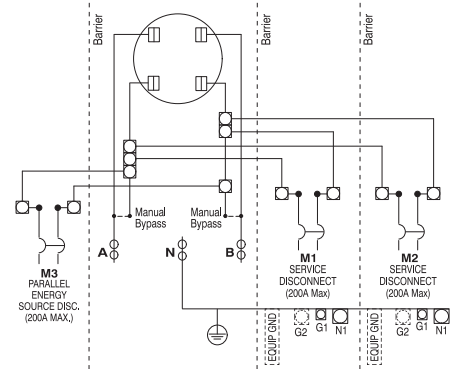 Barrier
Barrier
Barrier
Manual
Bypass
Manual
Bypass
A
N
B
M3
PARALLEL
ENERGY
SOURCE DISC.
(200A MAX,)
M1
SERVICE
DISCONNECT
(200A Max)
M2
SERVICE
DISCONNECT
(200A Max)
EQUIP GND
G2
G1
N1
EQUIP GND
G2
G1
N1